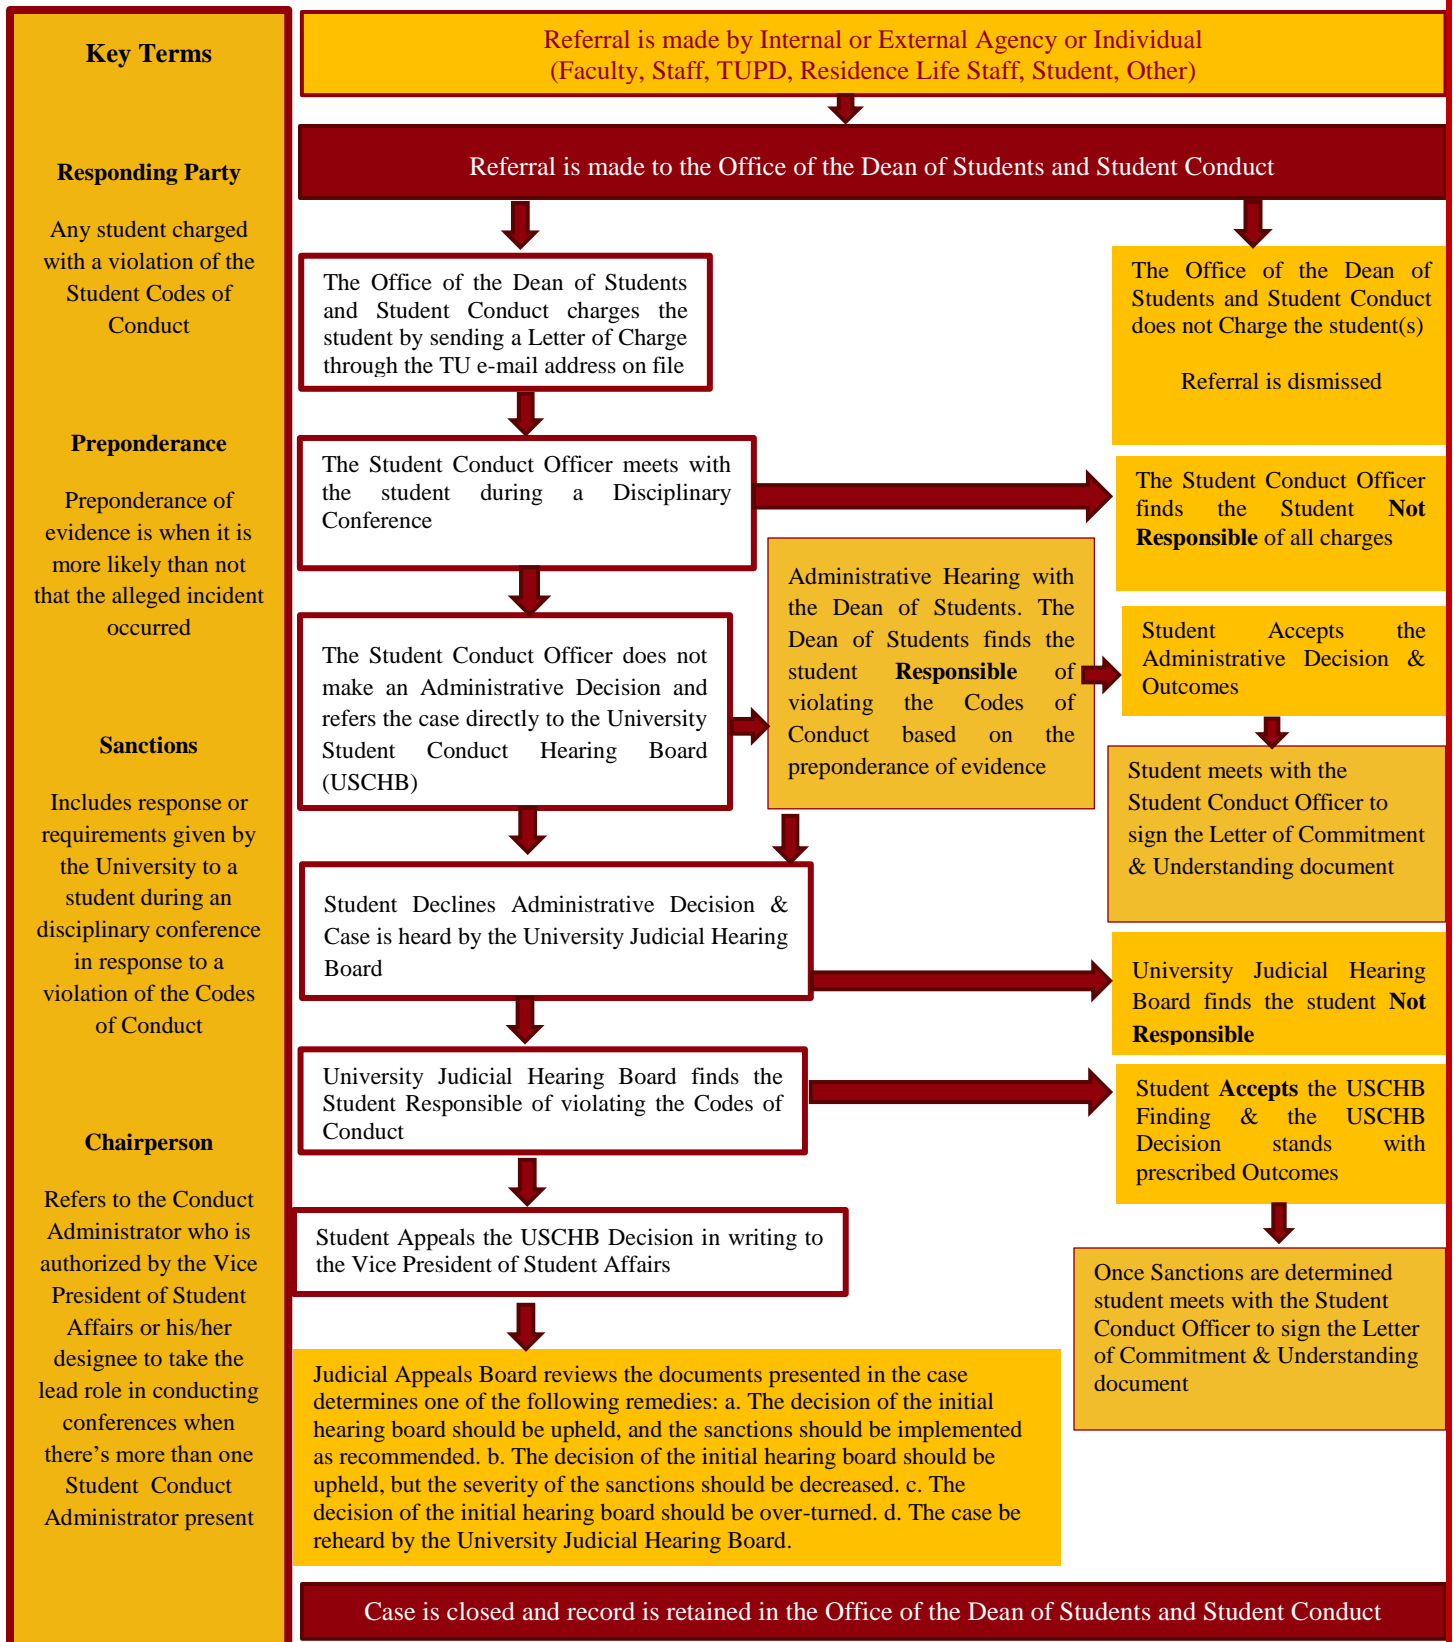 Key Terms
Responding Party
Any student charged
with a violation of the
Student Codes of
Conduct
Preponderance
Preponderance of
evidence is when it is
more likely than not
that the alleged incident
occurred
Sanctions
Includes response or
requirements given by
the University to a
student during an
disciplinary conference
in response to a
violation of the Codes
of Conduct
Chairperson
Refers to the Conduct
Administrator who is
authorized by the Vice
President of Student
Affairs or his/her
designee to take the
lead role in conducting
conferences when
there’s more than one
Student Conduct
Administrator present
Referral is made by Internal or External Agency or Individual
(Faculty, Staff, TUPD, Residence Life Staff, Student, Other)
Referral is made to the Office of the Dean of Students and Student Conduct
The Office of the Dean of Students
and Student Conduct charges the
student by sending a Letter of Charge
through the TU e-mail address on file
The Office of the Dean of
Students and Student Conduct
does not Charge the student(s)
Referral is dismissed
The Student Conduct Officer meets with
the student during a Disciplinary
Conference
The Student Conduct Officer
finds the Student Not
Responsible of all charges
The Student Conduct Officer does not
make an Administrative Decision and
refers the case directly to the University
Student Conduct Hearing Board
(USCHB)
Administrative Hearing with
the Dean of Students. The
Dean of Students finds the
student Responsible of
violating the Codes of
Conduct based on the
preponderance of evidence
Student Accepts the
Administrative Decision &
Outcomes
Student meets with the
Student Conduct Officer to
sign the Letter of Commitment
& Understanding document
Student Declines Administrative Decision &
Case is heard by the University Judicial Hearing
Board
University Judicial Hearing
Board finds the student Not
Responsible
University Judicial Hearing Board finds the
Student Responsible of violating the Codes of
Conduct
Student Accepts the USCHB
Finding & the USCHB
Decision stands with
prescribed Outcomes
Student Appeals the USCHB Decision in writing to
the Vice President of Student Affairs
Once Sanctions are determined
student meets with the Student
Conduct Officer to sign the Letter
of Commitment & Understanding
document
Judicial Appeals Board reviews the documents presented in the case
determines one of the following remedies: a. The decision of the initial
hearing board should be upheld, and the sanctions should be implemented
as recommended. b. The decision of the initial hearing board should be
upheld, but the severity of the sanctions should be decreased. c. The
decision of the initial hearing board should be over-turned. d. The case be
reheard by the University Judicial Hearing Board.
Case is closed and record is retained in the Office of the Dean of Students and Student Conduct